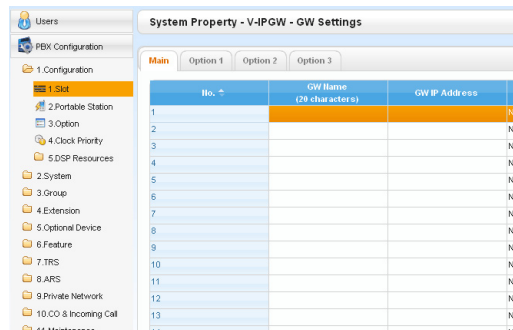 Users
System Property - V-IPGW - GW Settings
PBX Configuration
Main Option 1 Option 2 Option 3
1.Configuration
No. GW Name (20 characters) GW IP Address
1.Slot
2.Portable Station
3.Option
4.Clock Priority
5.DSP Resources
2.System
3.Group
4.Extension
5.Optional Device
6.Feature
7.TRS
8.ARS
9.Private Network
10.CO & Incoming Call
1 N
2 N
3 N
4 N
5 N
6 N
7 N
8 N
9 N
10 N
11 N
12 N
13 N